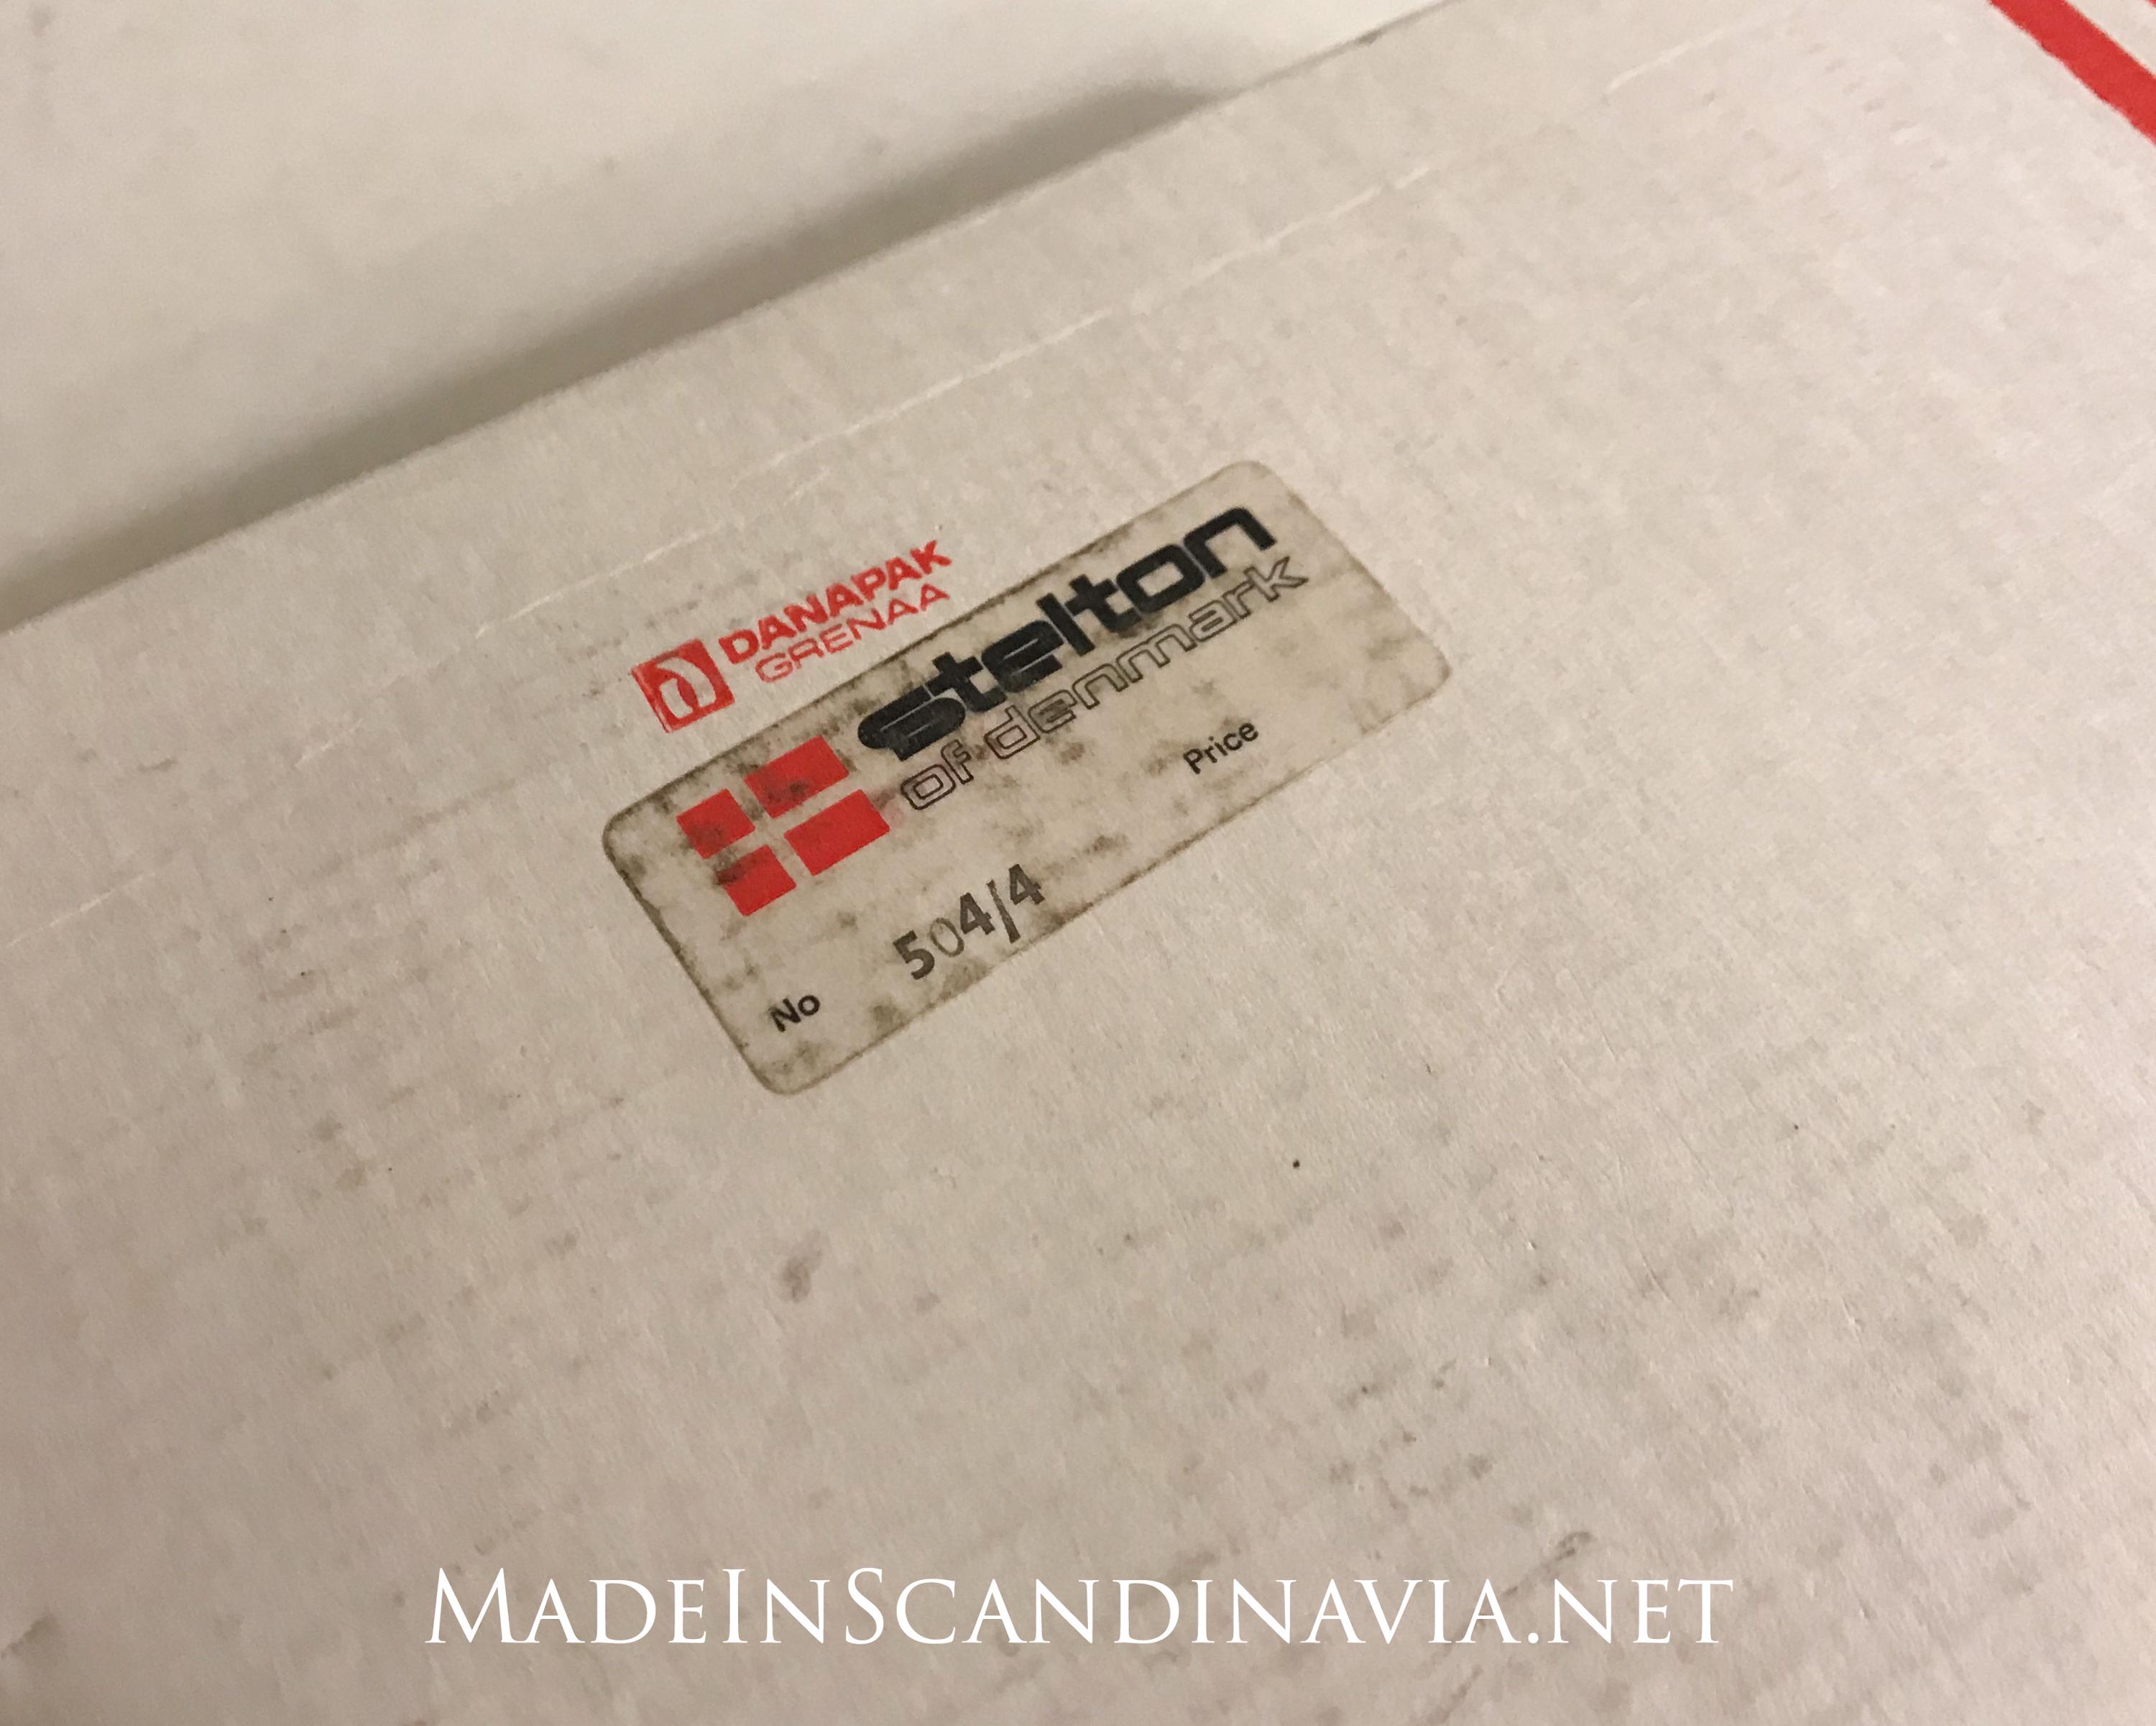 DANAPAK
GRENAA
stelton
of denmark
Price
No 504/4
MADEINSCANDINAVIA.NET